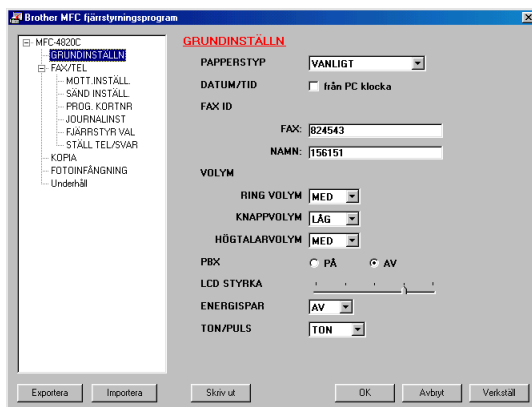 Brother MFC fjärrstyrningsprogram
MFC-4820C
GRUNDINSTÄLLN
FAX/TEL
MOTT.INSTÄLL.
SÄND INSTÄLL.
PROG. KORTNR
JOURNALINST
FJÄRRSTYR VAL
STÄLL TEL/SVAR
KOPIA
FOTOINFÅNGNING
Underhåll
GRUNDINSTÄLLN
PAPPERSTYP VANLIGT
DATUM/TID från PC klocka
FAX ID
FAX: 824543
NAMN: 156151
VOLYM
RING VOLYM MED
KNAPPVOLYM LÅG
HÖGTALARVOLYM MED
PBX PÅ AV
LCD STYRKA
ENERGISPAR AV
TON/PULS TON
Exportera Importera Skriv ut OK Avbryt Verkställ